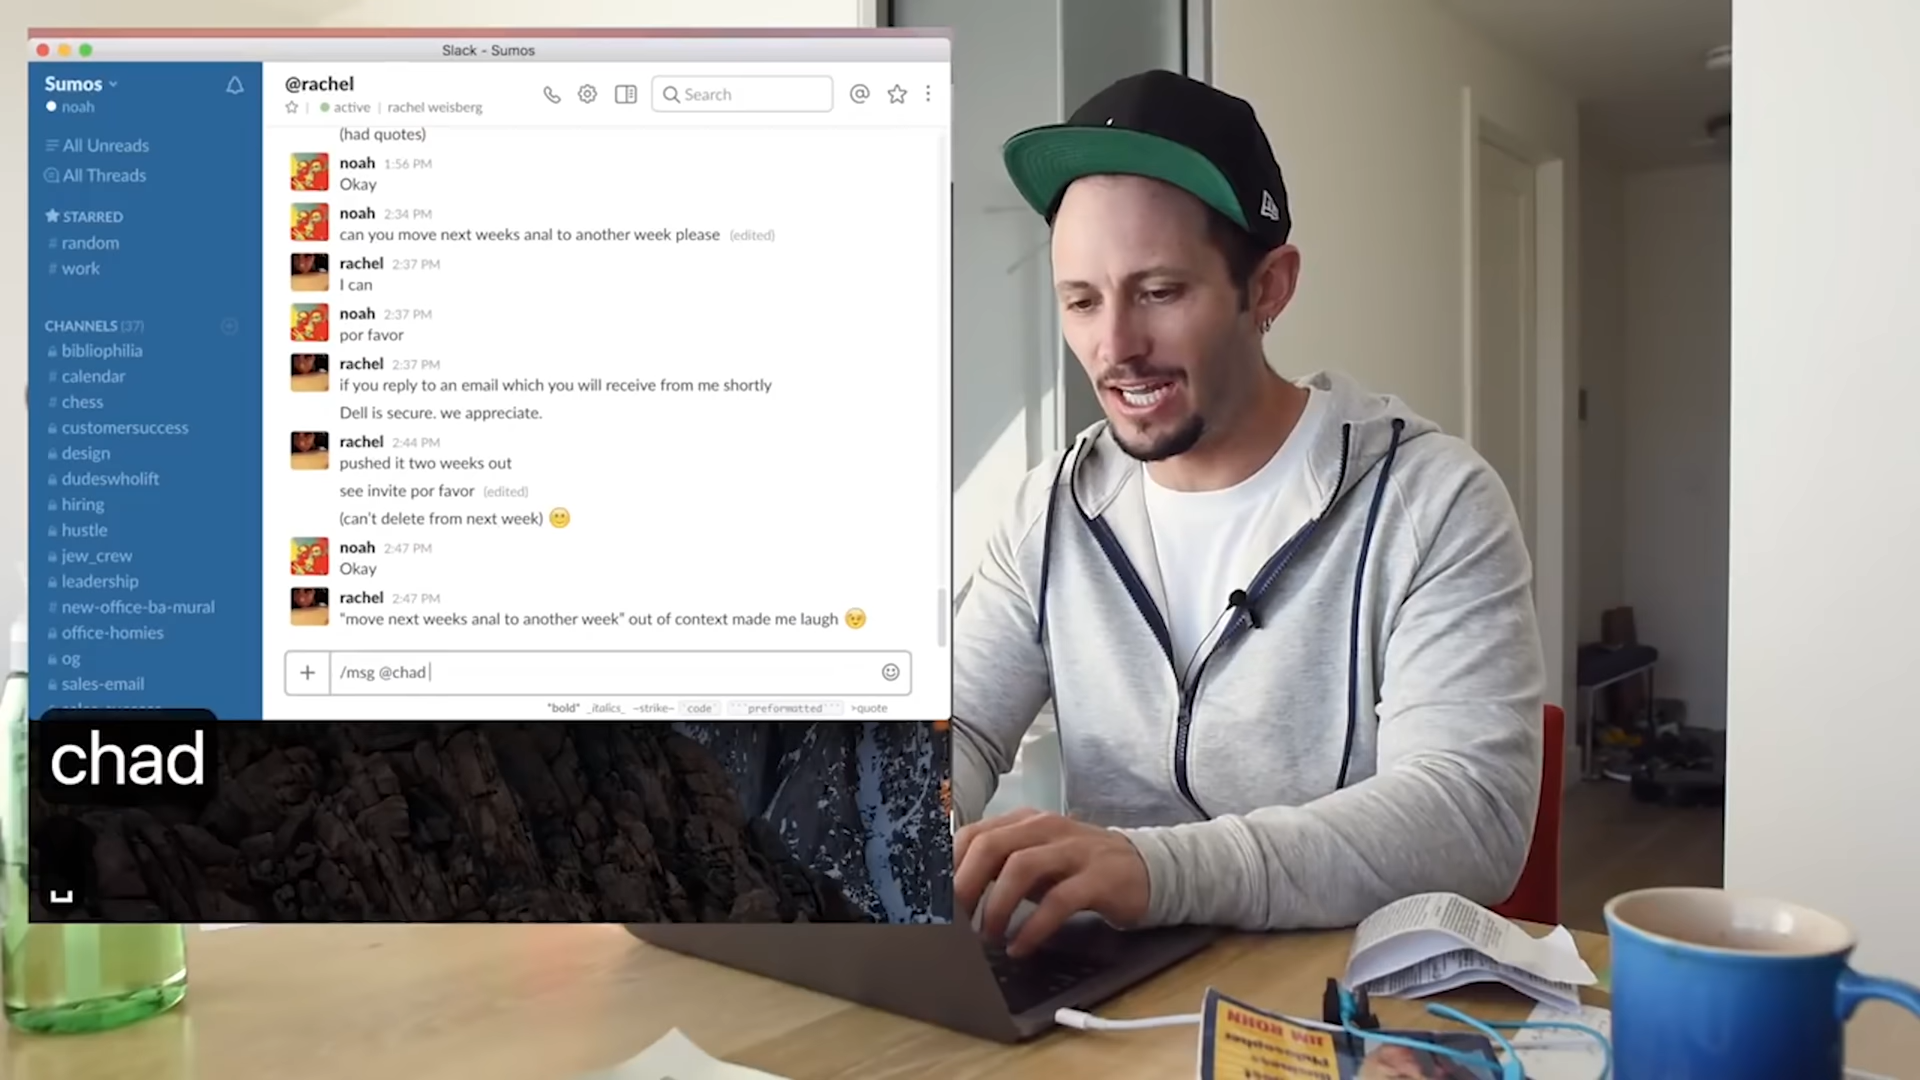 Slack - Sumos
Sumos
noah
All Unreads
All Threads
STARRED
# random
# work
CHANNELS (37)
bibliophilia
# calendar
# chess
customersuccess
design
dudeswholift
hiring
hustle
jew_crew
leadership
# new-office-ba-mural
office-homies
og
sales-email
@rachel
active | rachel weisberg
Search
(had quotes)
noah 1:56 PM
Okay
noah 2:34 PM
can you move next weeks anal to another week please (edited)
rachel 2:37 PM
I can
noah 2:37 PM
por favor
rachel 2:37 PM
if you reply to an email which you will receive from me shortly
Dell is secure. we appreciate.
rachel 2:44 PM
pushed it two weeks out
see invite por favor (edited)
(can't delete from next week)
noah 2:47 PM
Okay
rachel 2:47 PM
"move next weeks anal to another week" out of context made me laugh
/msg @chad
*bold* _italics_ ~strike~ `code` ```preformatted``` >quote
chad
JIM ROHN